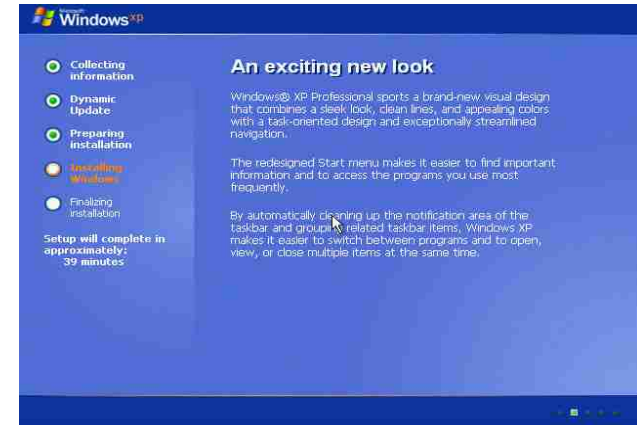 Microsoft
Windows xp
Collecting
information
Dynamic
Update
Preparing
installation
Installing
Windows
Finalizing
installation
Setup will complete in
approximately:
39 minutes
An exciting new look
Windows® XP Professional sports a brand-new visual design
that combines a sleek look, clean lines, and appealing colors
with a task-oriented design and exceptionally streamlined
navigation.
The redesigned Start menu makes it easier to find important
information and to access the programs you use most
frequently.
By automatically cleaning up the notification area of the
taskbar and grouping related taskbar items, Windows XP
makes it easier to switch between programs and to open,
view, or close multiple items at the same time.